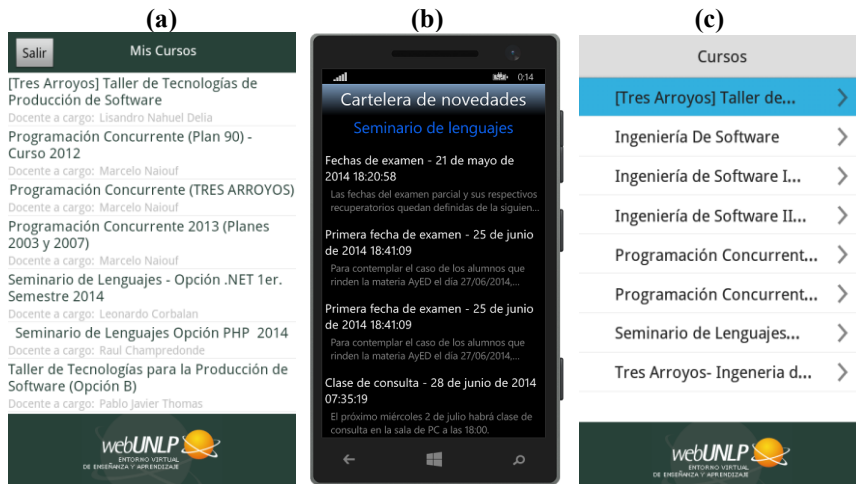 (a)
Salir
Mis Cursos
[Tres Arroyos] Taller de Tecnologías de
Producción de Software
Docente a cargo: Lisandro Nahuel Delia
Programación Concurrente (Plan 90) -
Curso 2012
Docente a cargo: Marcelo Naiouf
Programación Concurrente (TRES ARROYOS)
Docente a cargo: Marcelo Naiouf
Programación Concurrente 2013 (Planes
2003 y 2007)
Docente a cargo: Marcelo Naiouf
Seminario de Lenguajes - Opción .NET 1er.
Semestre 2014
Docente a cargo: Leonardo Corbalan
Seminario de Lenguajes Opción PHP 2014
Docente a cargo: Raul Champredonde
Taller de Tecnologías para la Producción de
Software (Opción B)
Docente a cargo: Pablo Javier Thomas
webUNLP
ENTORNO VIRTUAL
DE ENSEÑANZA Y APRENDIZAJE
(b)
0:14
Cartelera de novedades
Seminario de lenguajes
Fechas de examen - 21 de mayo de
2014 18:20:58
Las fechas del examen parcial y sus respectivos
recuperatorios quedan definidas de la siguien...
Primera fecha de examen - 25 de junio
de 2014 18:41:09
Para contemplar el caso de los alumnos que
rinden la materia AyED el día 27/06/2014,...
Primera fecha de examen - 25 de junio
de 2014 18:41:09
Para contemplar el caso de los alumnos que
rinden la materia AyED el día 27/06/2014,...
Clase de consulta - 28 de junio de 2014
07:35:19
El próximo miércoles 2 de julio habrá clase de
consulta en la sala de PC a las 18:00.
(c)
Cursos
[Tres Arroyos] Taller de...
Ingeniería De Software
Ingeniería de Software I...
Ingeniería de Software II...
Programación Concurrent...
Programación Concurrent...
Seminario de Lenguajes...
Tres Arroyos- Ingeneria d...
webUNLP
ENTORNO VIRTUAL
DE ENSEÑANZA Y APRENDIZAJE